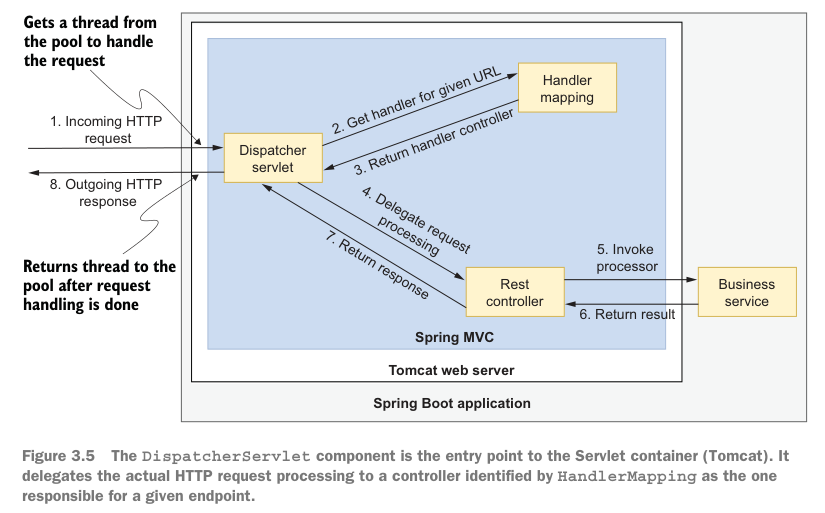 Gets a thread from
the pool to handle
the request
1. Incoming HTTP
request
8. Outgoing HTTP
response
Returns thread to the
pool after request
handling is done
Dispatcher
servlet
2. Get handler for given URL
3. Return handler controller
Handler
mapping
4. Delegate request
processing
7. Return response
Rest
controller
5. Invoke
processor
6. Return result
Business
service
Spring MVC
Tomcat web server
Spring Boot application
Figure 3.5 The DispatcherServlet component is the entry point to the Servlet container (Tomcat). It
delegates the actual HTTP request processing to a controller identified by HandlerMapping as the one
responsible for a given endpoint.